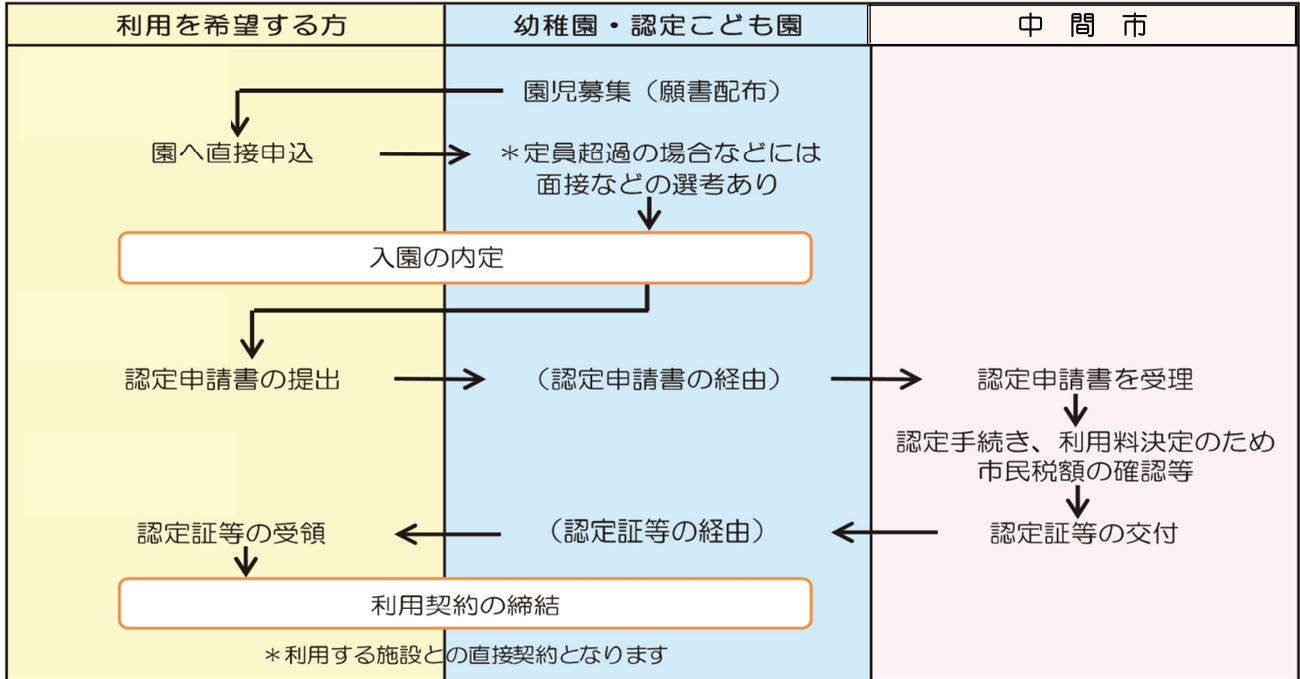 利用を希望する方
幼稚園・認定こども園
中 間 市
園児募集（願書配布）
園へ直接申込
＊定員超過の場合などには
面接などの選考あり
入園の内定
認定申請書の提出
（認定申請書の経由）
認定申請書を受理
認定手続き、利用料決定のため
市民税額の確認等
認定証等の受領
（認定証等の経由）
認定証等の交付
利用契約の締結
＊利用する施設との直接契約となります